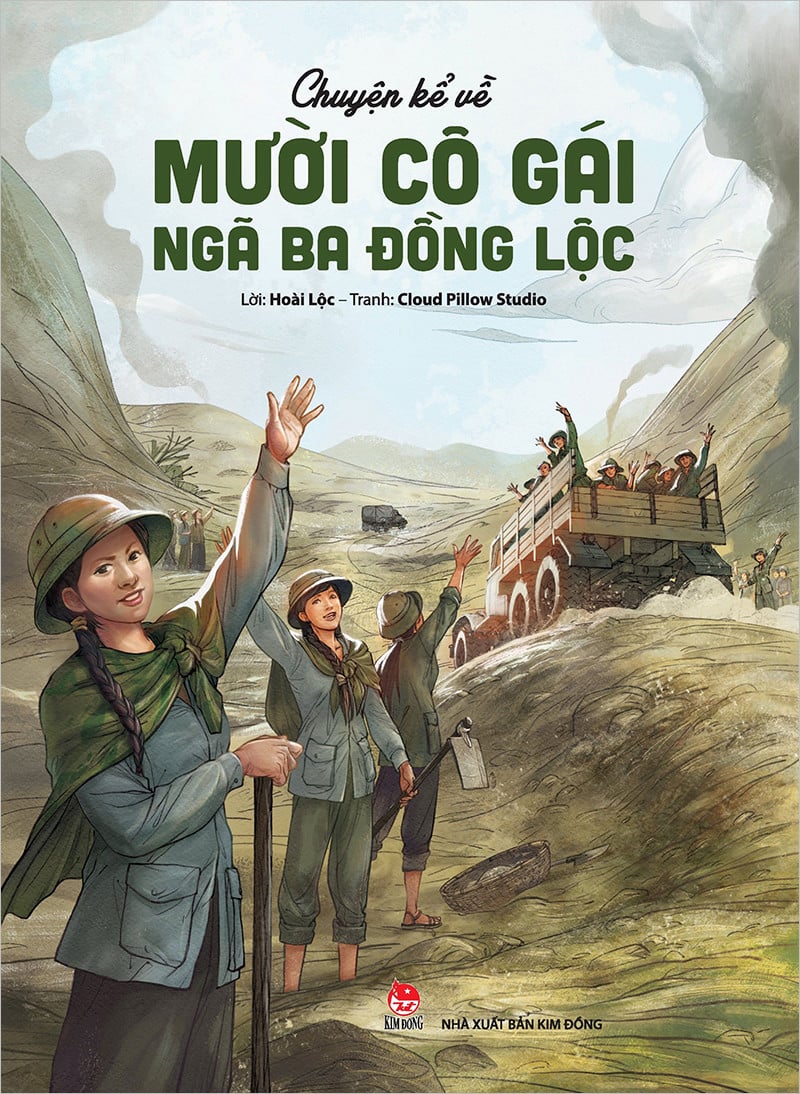 Chuyện kể về
MƯỜI CÔ GÁI
NGÃ BA ĐỒNG LỘC
Lời: Hoài Lộc – Tranh: Cloud Pillow Studio
KIM ĐỒNG
NHÀ XUẤT BẢN KIM ĐỒNG